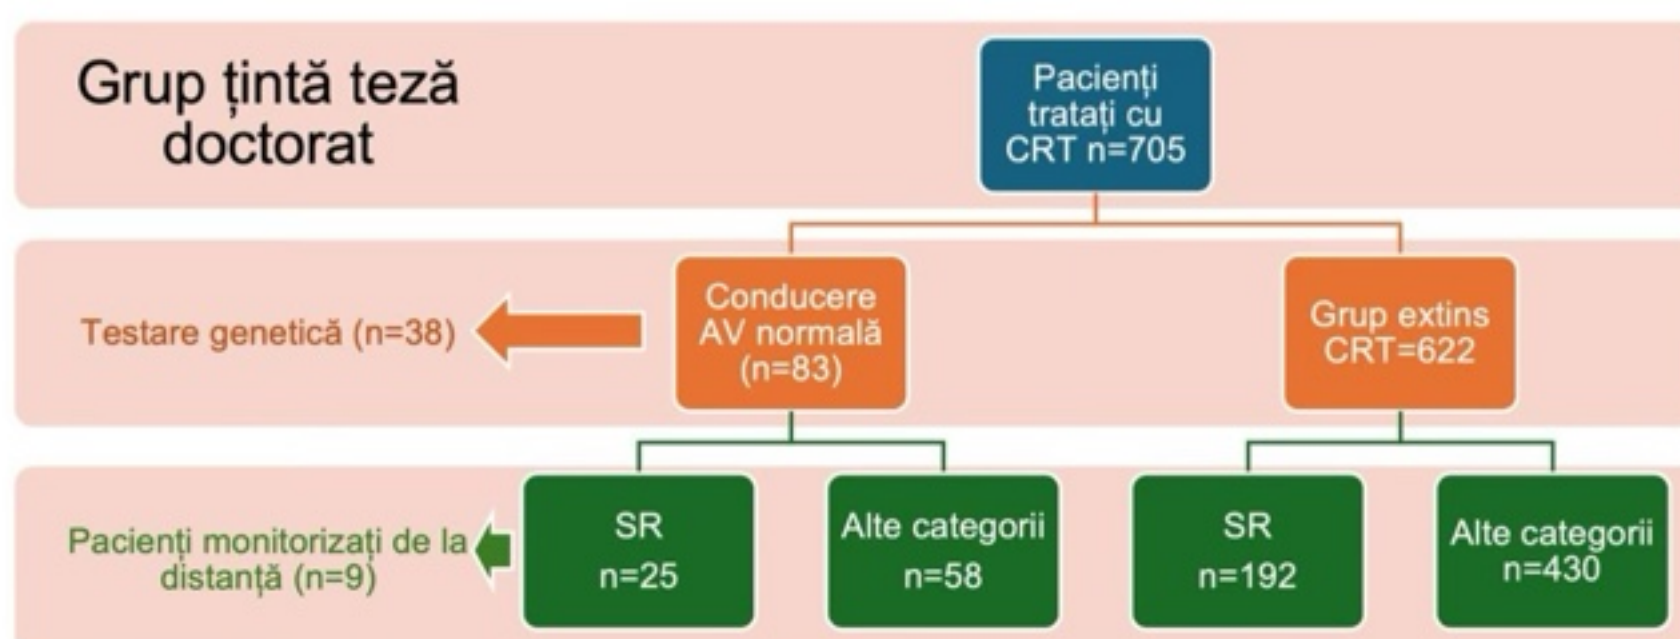 Grup țintă teză
doctorat
Pacienți
tratați cu
CRT n=705
Testare genetică (n=38)
Conducere
AV normală
(n=83)
Grup extins
CRT=622
Pacienți monitorizați de la
distanță (n=9)
SR
n=25
Alte categorii
n=58
SR
n=192
Alte categorii
n=430